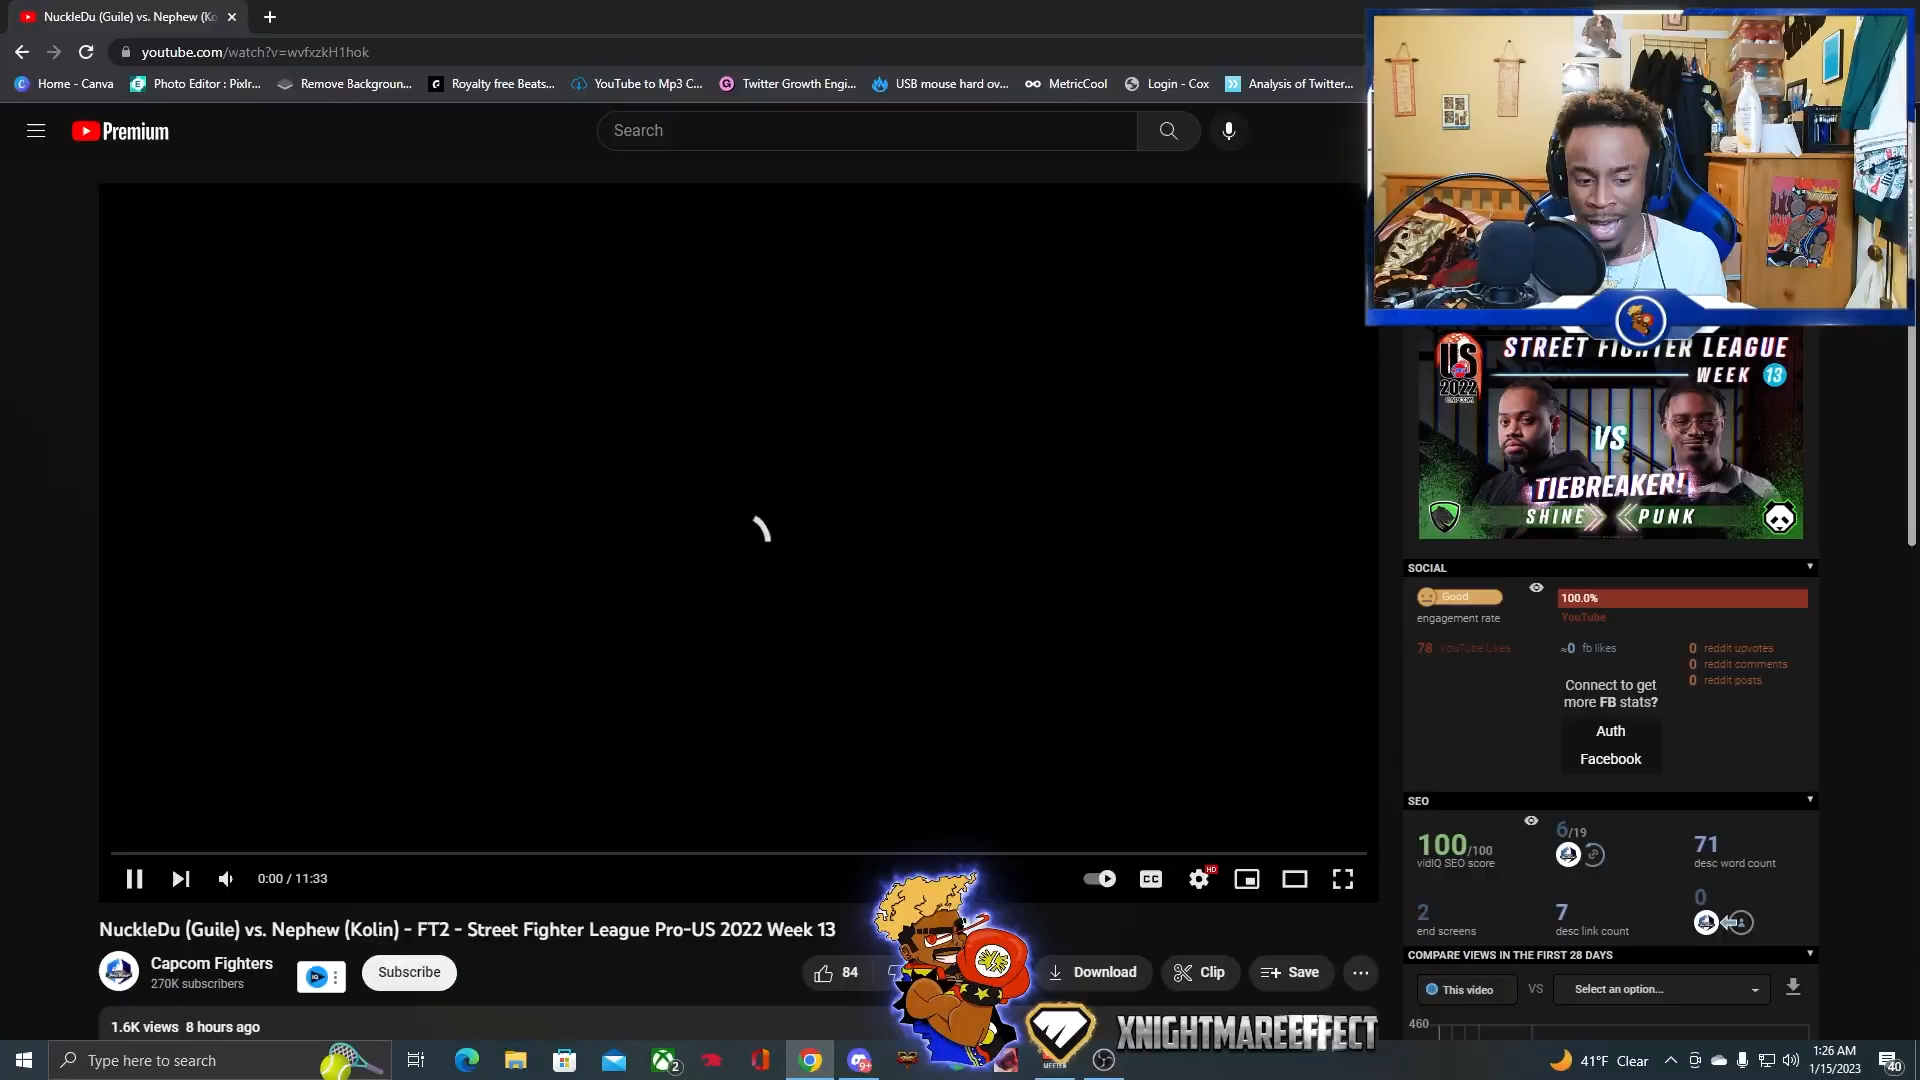 NuckleDu (Guile) vs. Nephew (Ko
youtube.com/watch?v=wvfxzkH1hok
Home - Canva
Photo Editor : Pixlr...
Remove Backgroun...
Royalty free Beats...
YouTube to Mp3 C...
Twitter Growth Engi...
USB mouse hard ov...
MetricCool
Login - Cox
Analysis of Twitter...
Premium
Search
US
2022
CAPCOM
STREET FIGHTER LEAGUE
WEEK 13
VS
TIEBREAKER!
SHINE
PUNK
SOCIAL
Good
engagement rate
100.0%
YouTube
78 YouTube Likes
≈0 fb likes
0 reddit upvotes
0 reddit comments
0 reddit posts
Connect to get
more FB stats?
Auth
Facebook
SEO
100/100
vidIQ SEO score
6/19
71
desc word count
2
end screens
7
desc link count
0
COMPARE VIEWS IN THE FIRST 28 DAYS
This video
VS
Select an option...
460
0:00 / 11:33
CC
HD
NuckleDu (Guile) vs. Nephew (Kolin) - FT2 - Street Fighter League Pro-US 2022 Week 13
Capcom Fighters
270K subscribers
Subscribe
84
Download
Clip
Save
1.6K views 8 hours ago
XNIGHTMAREEFFECT
Type here to search
2
9+
41°F Clear
1:26 AM
1/15/2023
40